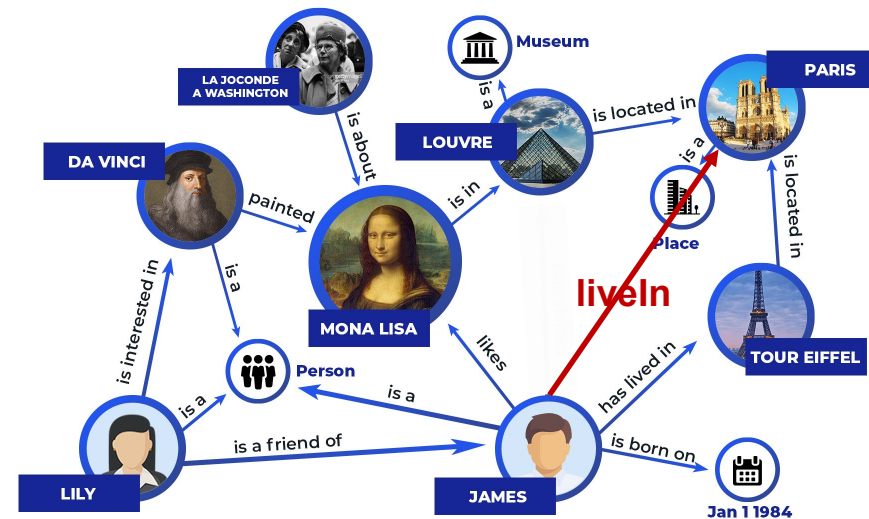 LA JOCONDE
A WASHINGTON
Museum
PARIS
is a
is located in
is about
LOUVRE
DA VINCI
is a
is located in
painted
is in
Place
is a
liveIn
is interested in
MONA LISA
TOUR EIFFEL
likes
Person
has lived in
is a
is a
is a friend of
is born on
LILY
JAMES
Jan 1 1984